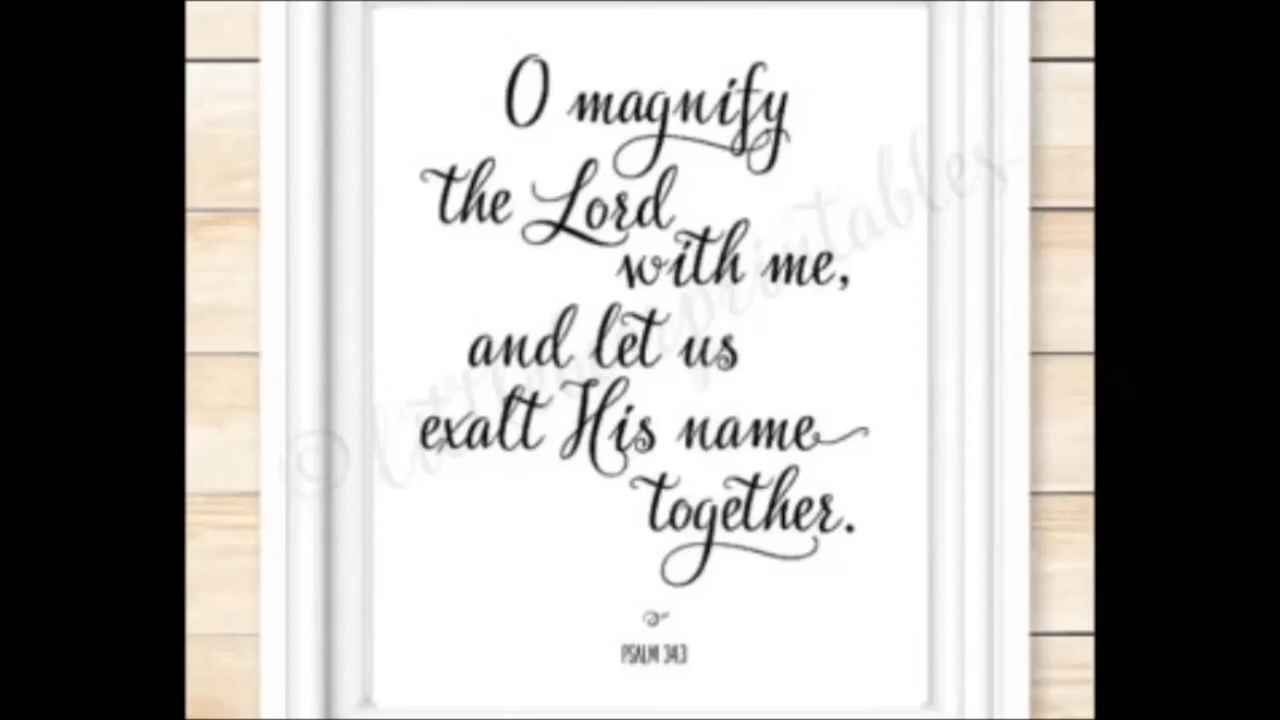 O magnify
the Lord
with me,
and let us
exalt His name
together.
PSALM 34:3